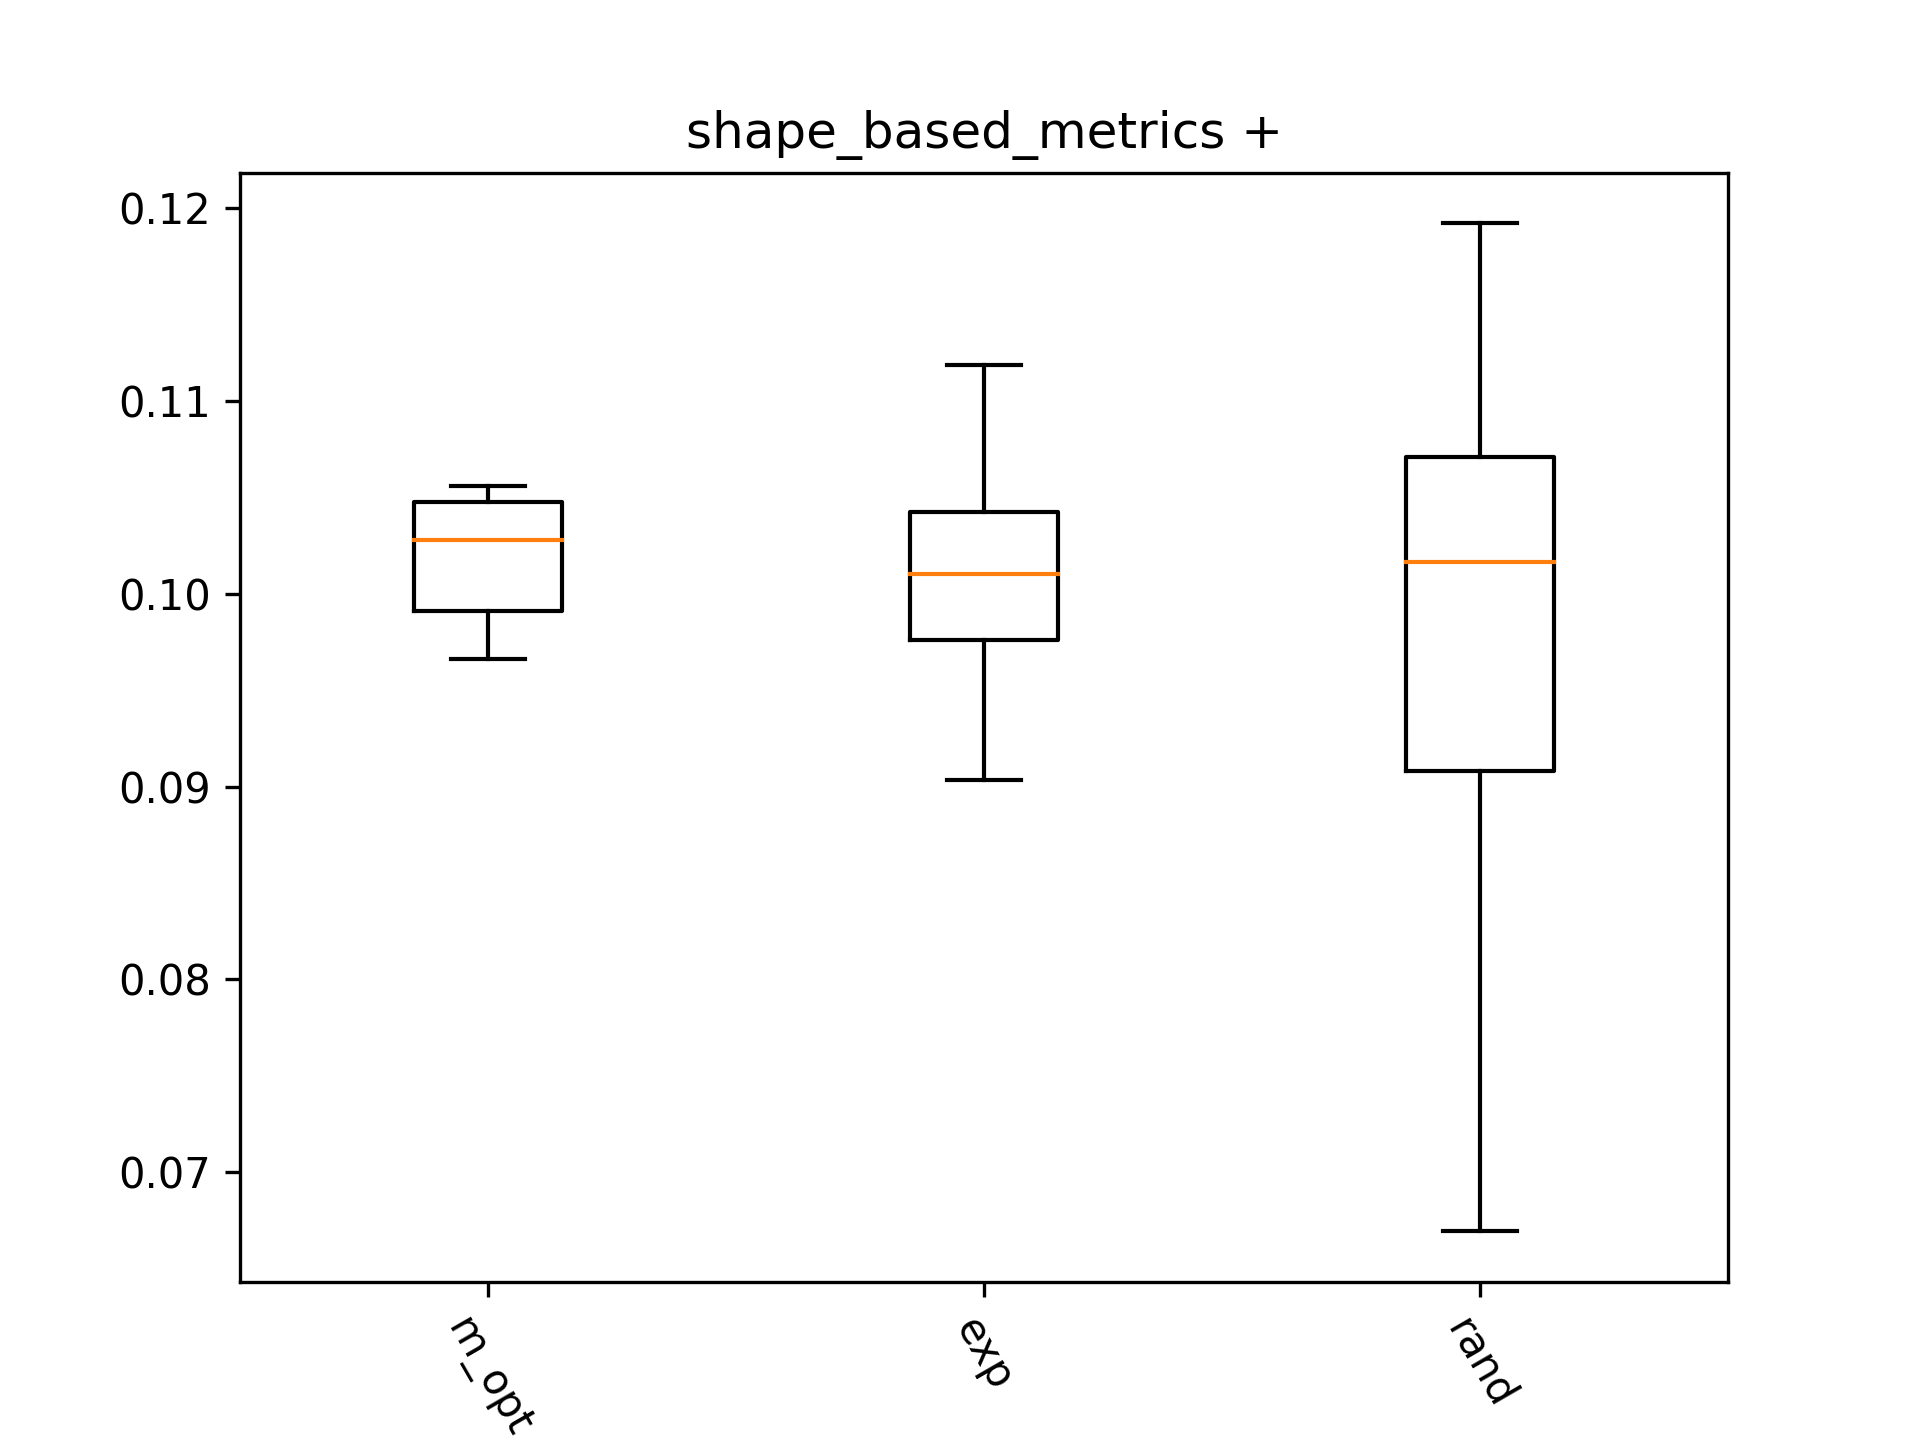 shape_based_metrics +
0.12
0.11
0.10
0.09
0.08
0.07
m_opt
exp
rand